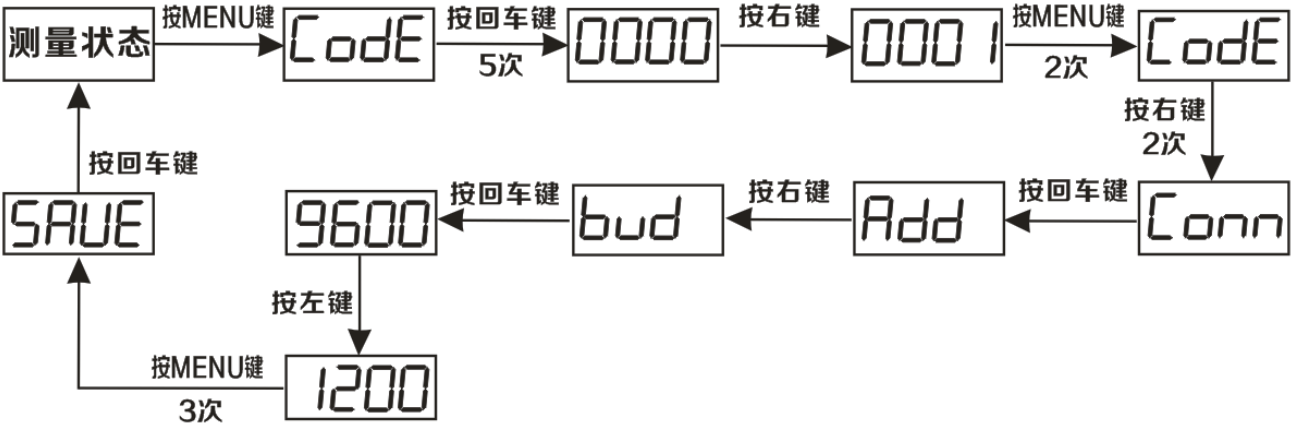 测量状态
按MENU键
CodE
按回车键
5次
0000
按右键
0001
按MENU键
2次
CodE
按右键
2次
Conn
按回车键
Add
按右键
bud
按回车键
9600
按左键
1200
按MENU键
3次
SAVE
按回车键